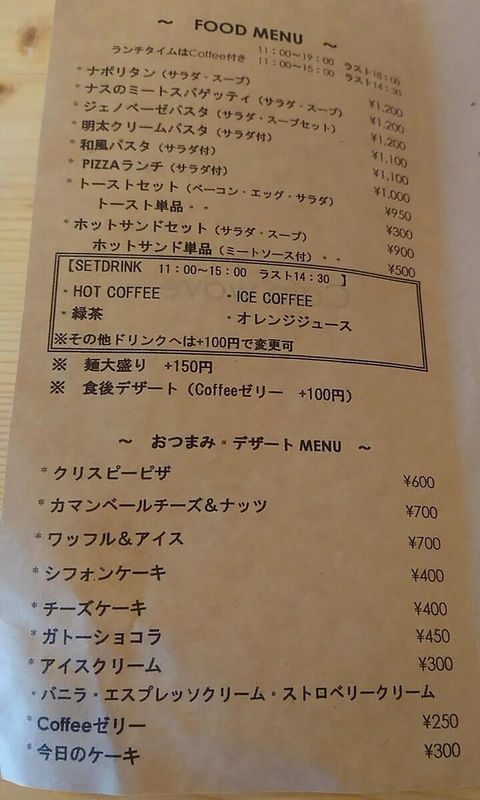 ～ FOOD MENU ～
11：00～19：00 ラスト18：00
ランチタイムはCoffee付き 11：00～15：00 ラスト14：30
*ナポリタン（サラダ・スープ） ¥1,200
*ナスのミートスパゲッティ（サラダ・スープ） ¥1,200
*ジェノベーゼパスタ（サラダ・スープセット） ¥1,200
*明太クリームパスタ（サラダ付） ¥1,100
*和風パスタ（サラダ付） ¥1,100
*PIZZAランチ（サラダ付） ¥1,000
*トーストセット（ベーコン・エッグ・サラダ） ¥950
トースト単品・・ ¥300
*ホットサンドセット（サラダ・スープ） ¥900
ホットサンド単品（ミートソース付）・・ ¥500
［SETDRINK 11：00～15：00 ラスト14：30 ］
・HOT COFFEE ・ICE COFFEE
・緑茶 ・オレンジジュース
※その他ドリンクへは+100円で変更可
※ 麺大盛り +150円
※ 食後デザート（Coffeeゼリー +100円）
～ おつまみ・デザート MENU ～
*クリスピーピザ ¥600
*カマンベールチーズ＆ナッツ ¥700
*ワッフル＆アイス ¥700
*シフォンケーキ ¥400
*チーズケーキ ¥400
*ガトーショコラ ¥450
*アイスクリーム ¥300
・バニラ・エスプレッソクリーム・ストロベリークリーム
*Coffeeゼリー ¥250
*今日のケーキ ¥300